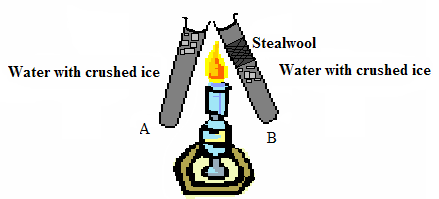 Stealwool
Water with crushed ice
Water with crushed ice
A
B